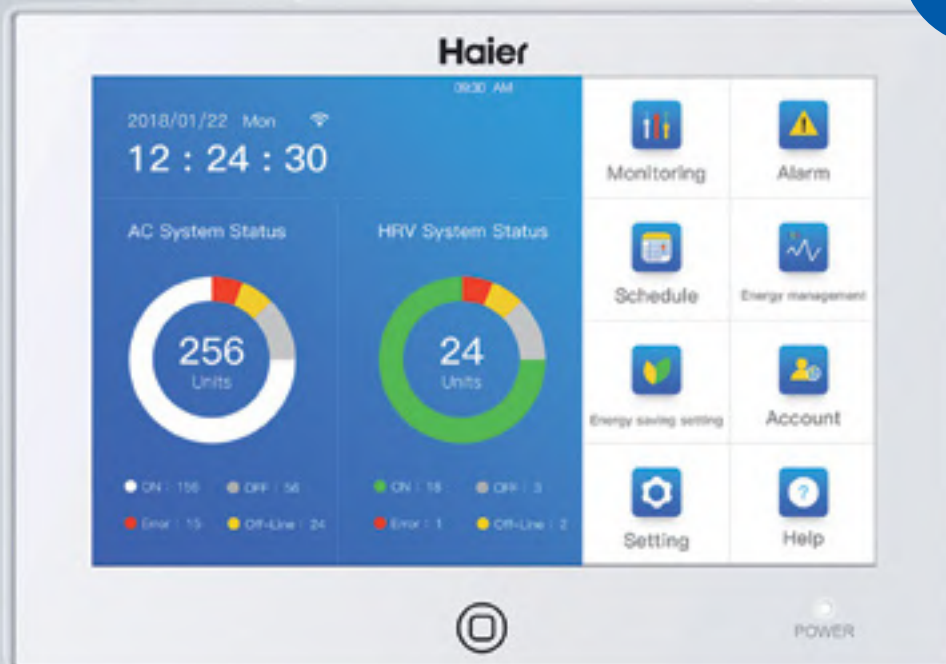 Haier
09:30 AM
2018/01/22 Mon
12 : 24 : 30
AC System Status
HRV System Status
256
Units
24
Units
ON : 156
OFF : 56
ON : 18
OFF : 3
Error : 15
Off-Line : 24
Error : 1
Off-Line : 2
Monitoring
Alarm
Schedule
Energy management
Energy saving setting
Account
Setting
Help
POWER